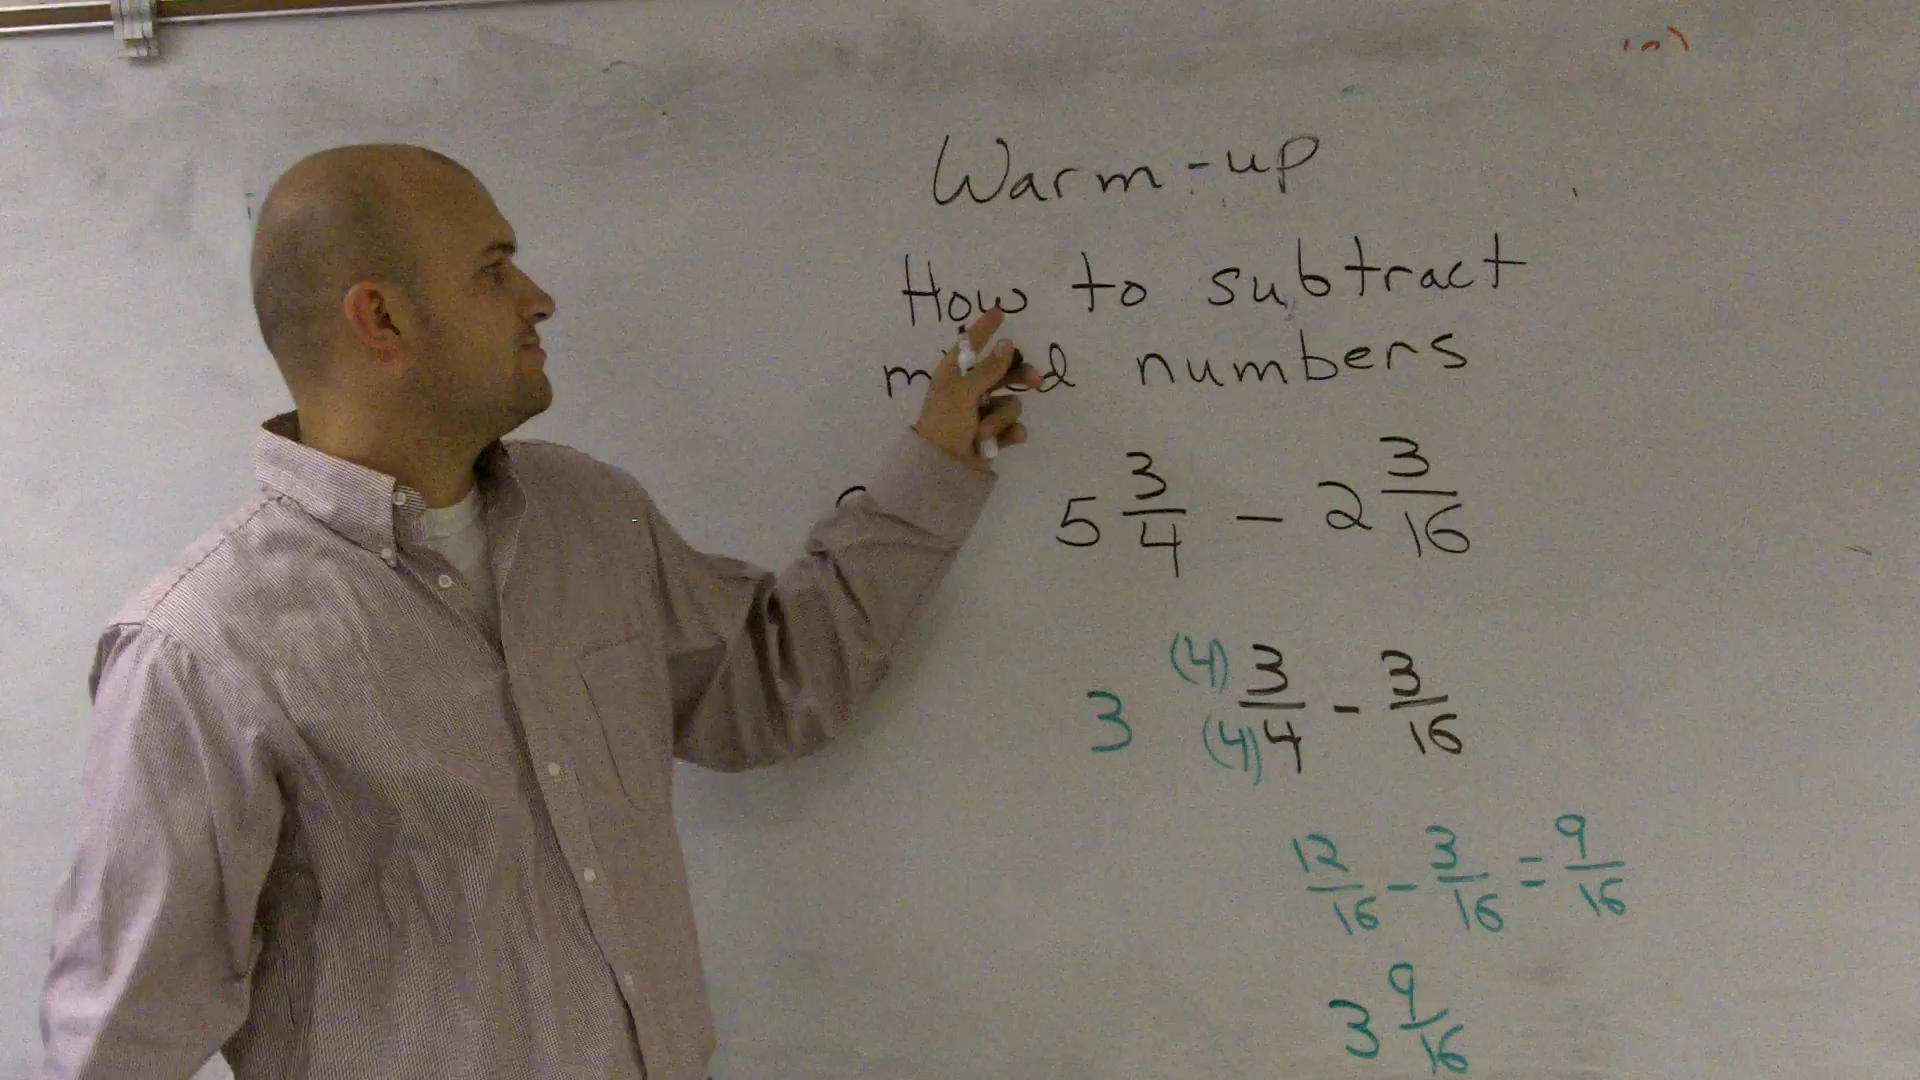 Warm-up
How to subtract
numbers
5 3/4 - 2 3/16
3 (4)3/(4)4 - 3/16
12/16 - 3/16 = 9/16
3 9/16